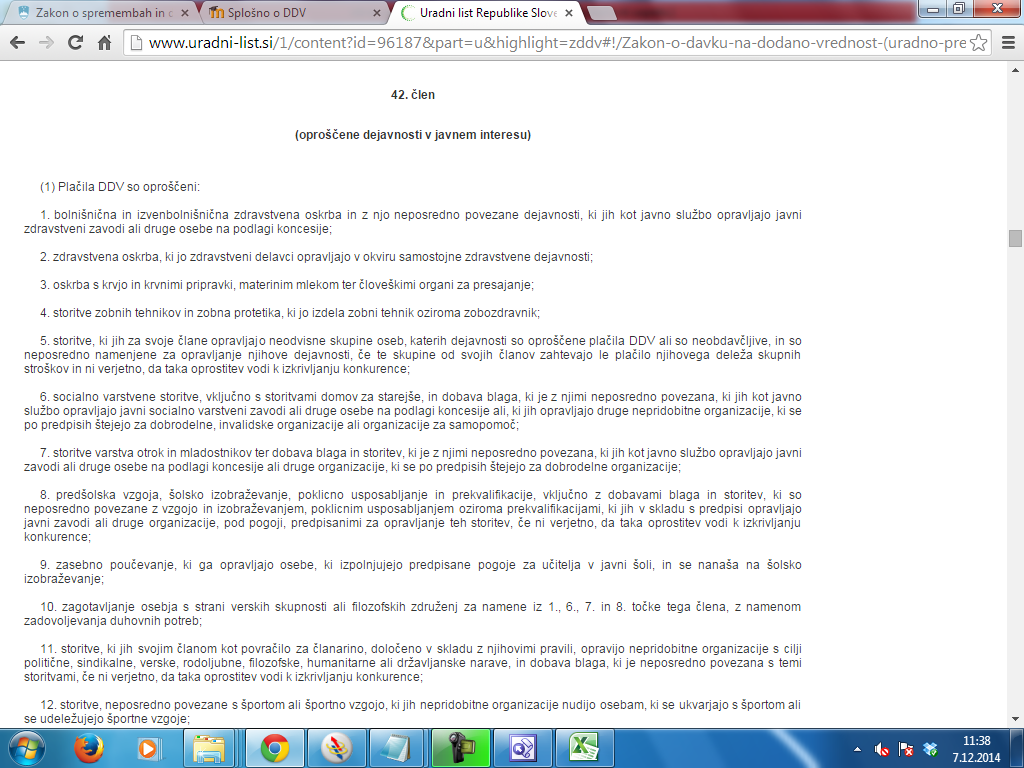 Zakon o spremembah in d
Splošno o DDV
Uradni list Republike Slove
www.uradni-list.si/1/content?id=96187&part=u&highlight=zddv#!/Zakon-o-davku-na-dodano-vrednost-(uradno-pre
42. člen
(oproščene dejavnosti v javnem interesu)
(1) Plačila DDV so oproščeni:
1. bolnišnična in izvenbolnišnična zdravstvena oskrba in z njo neposredno povezane dejavnosti, ki jih kot javno službo opravljajo javni
zdravstveni zavodi ali druge osebe na podlagi koncesije;
2. zdravstvena oskrba, ki jo zdravstveni delavci opravljajo v okviru samostojne zdravstvene dejavnosti;
3. oskrba s krvjo in krvnimi pripravki, materinim mlekom ter človeškimi organi za presajanje;
4. storitve zobnih tehnikov in zobna protetika, ki jo izdela zobni tehnik oziroma zobozdravnik;
5. storitve, ki jih za svoje člane opravljajo neodvisne skupine oseb, katerih dejavnosti so oproščene plačila DDV ali so neobdavčljive, in so
neposredno namenjene za opravljanje njihove dejavnosti, če te skupine od svojih članov zahtevajo le plačilo njihovega deleža skupnih
stroškov in ni verjetno, da taka oprostitev vodi k izkrivljanju konkurence;
6. socialno varstvene storitve, vključno s storitvami domov za starejše, in dobava blaga, ki je z njimi neposredno povezana, ki jih kot javno
službo opravljajo javni socialno varstveni zavodi ali druge osebe na podlagi koncesije ali, ki jih opravljajo druge nepridobitne organizacije, ki se
po predpisih štejejo za dobrodelne, invalidske organizacije ali organizacije za samopomoč;
7. storitve varstva otrok in mladostnikov ter dobava blaga in storitev, ki je z njimi neposredno povezana, ki jih kot javno službo opravljajo javni
zavodi ali druge osebe na podlagi koncesije ali druge organizacije, ki se po predpisih štejejo za dobrodelne organizacije;
8. predšolska vzgoja, šolsko izobraževanje, poklicno usposabljanje in prekvalifikacije, vključno z dobavami blaga in storitev, ki so
neposredno povezane z vzgojo in izobraževanjem, poklicnim usposabljanjem oziroma prekvalifikacijami, ki jih v skladu s predpisi opravljajo
javni zavodi ali druge organizacije, pod pogoji, predpisanimi za opravljanje teh storitev, če ni verjetno, da taka oprostitev vodi k izkrivljanju
konkurence;
9. zasebno poučevanje, ki ga opravljajo osebe, ki izpolnjujejo predpisane pogoje za učitelja v javni šoli, in se nanaša na šolsko
izobraževanje;
10. zagotavljanje osebja s strani verskih skupnosti ali filozofskih združenj za namene iz 1., 6., 7. in 8. točke tega člena, z namenom
zadovoljevanja duhovnih potreb;
11. storitve, ki jih svojim članom kot povračilo za članarino, določeno v skladu z njihovimi pravili, opravijo nepridobitne organizacije s cilji
politične, sindikalne, verske, rodoljubne, filozofske, humanitarne ali državljanske narave, in dobava blaga, ki je neposredno povezana s temi
storitvami, če ni verjetno, da taka oprostitev vodi k izkrivljanju konkurence;
12. storitve, neposredno povezane s športom ali športno vzgojo, ki jih nepridobitne organizacije nudijo osebam, ki se ukvarjajo s športom ali
se udeležujejo športne vzgoje;
11:38
7.12.2014